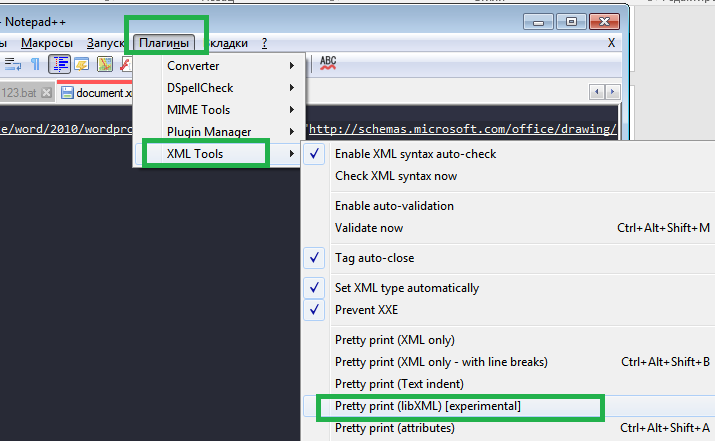 - Notepad++
ы Макросы Запуск Плагины кладки ? X
ABC
123.bat document.x
Converter
DSpellCheck
MIME Tools
Plugin Manager
XML Tools
e/word/2010/wordpro http://schemas.microsoft.com/office/drawing/
Enable XML syntax auto-check
Check XML syntax now
Enable auto-validation
Validate now Ctrl+Alt+Shift+M
Tag auto-close
Set XML type automatically
Prevent XXE
Pretty print (XML only)
Pretty print (XML only - with line breaks) Ctrl+Alt+Shift+B
Pretty print (Text indent)
Pretty print (libXML) [experimental]
Pretty print (attributes) Ctrl+Alt+Shift+A